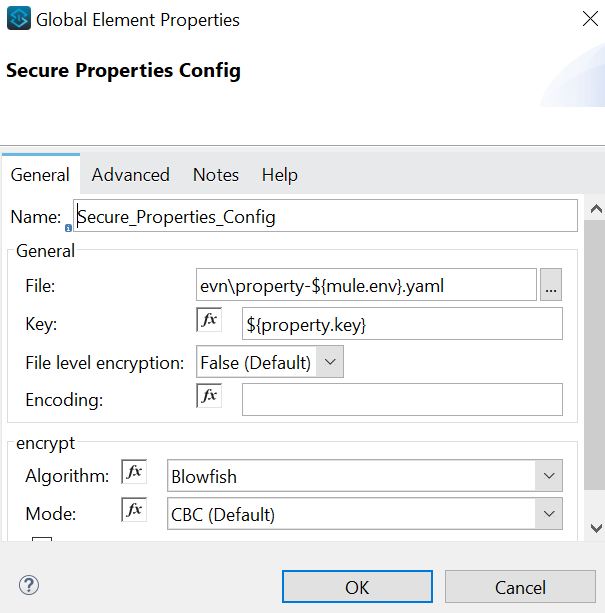 Global Element Properties
Secure Properties Config
General Advanced Notes Help
Name: Secure_Properties_Config
General
File: evn\property-${mule.env}.yaml ...
Key: fx ${property.key}
File level encryption: False (Default)
Encoding: fx
encrypt
Algorithm: fx Blowfish
Mode: fx CBC (Default)
? OK Cancel